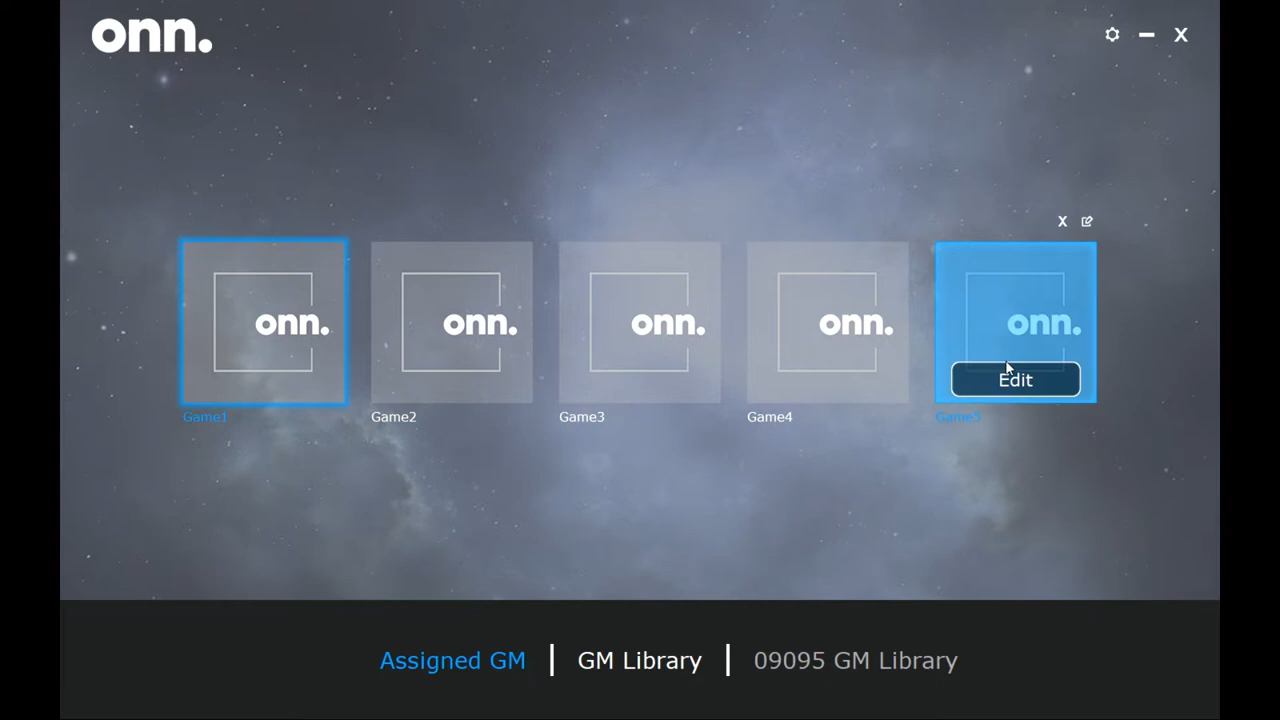 onn.
X
X
onn.
onn.
onn.
onn.
onn.
Edit
Game1
Game2
Game3
Game4
Game5
Assigned GM | GM Library | 09095 GM Library